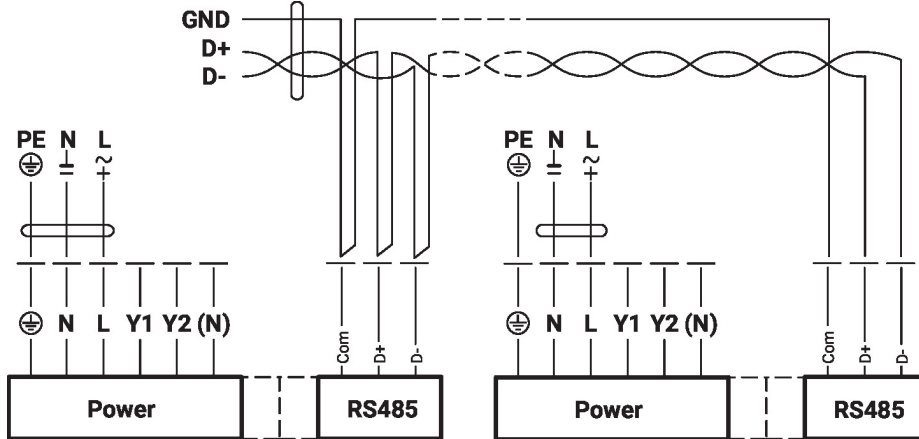 GND
D+
D-
PE N L
PE N L
N L Y1 Y2 (N)
Com D+ D-
N L Y1 Y2 (N)
Com D+ D-
Power
RS485
Power
RS485